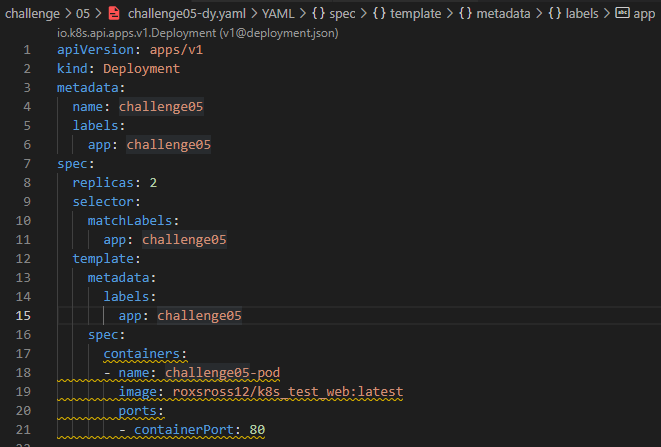 challenge > 05 > challenge05-dy.yaml > YAML > {} spec > {} template > {} metadata > {} labels > abc app
io.k8s.api.apps.v1.Deployment (v1@deployment.json)
1 apiVersion: apps/v1
2 kind: Deployment
3 metadata:
4   name: challenge05
5   labels:
6     app: challenge05
7 spec:
8   replicas: 2
9   selector:
10     matchLabels:
11       app: challenge05
12   template:
13     metadata:
14       labels:
15         app: challenge05
16     spec:
17       containers:
18       - name: challenge05-pod
19         image: roxsross12/k8s_test_web:latest
20         ports:
21         - containerPort: 80